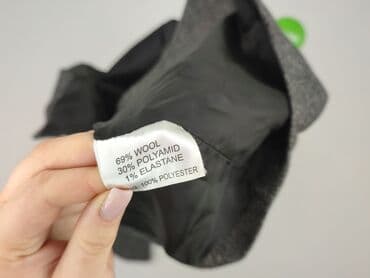 69% WOOL
30% POLYAMID
1% ELASTANE
100% POLYESTER